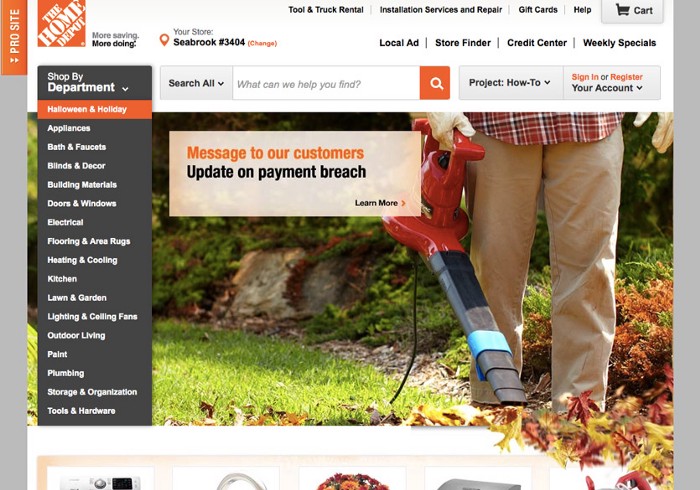 PRO SITE
THE
HOME
DEPOT
More saving.
More doing.
Your Store:
Seabrook #3404 (Change)
Tool & Truck Rental
Installation Services and Repair
Gift Cards
Help
Cart
Local Ad
Store Finder
Credit Center
Weekly Specials
Shop By
Department
Search All
What can we help you find?
Project: How-To
Sign In or Register
Your Account
Halloween & Holiday
Appliances
Bath & Faucets
Blinds & Decor
Building Materials
Doors & Windows
Electrical
Flooring & Area Rugs
Heating & Cooling
Kitchen
Lawn & Garden
Lighting & Ceiling Fans
Outdoor Living
Paint
Plumbing
Storage & Organization
Tools & Hardware
Message to our customers
Update on payment breach
Learn More